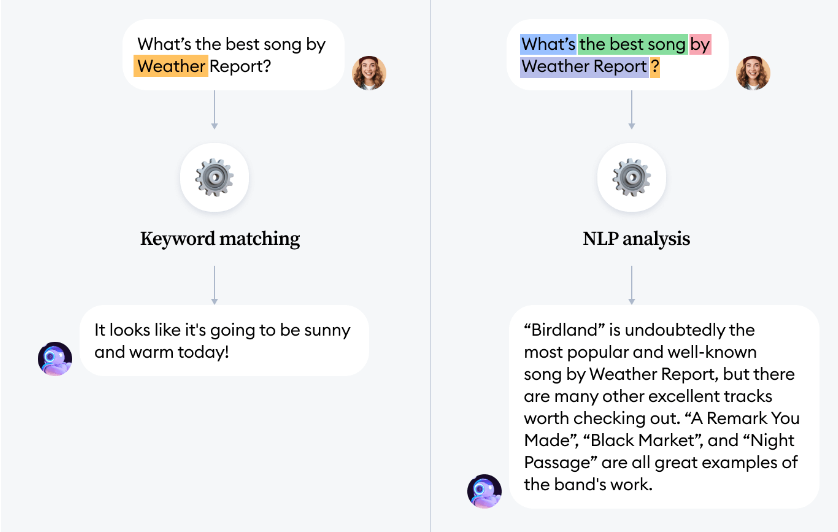 What's the best song by
Weather Report?
Keyword matching
It looks like it's going to be sunny
and warm today!
What's the best song by
Weather Report ?
NLP analysis
“Birdland” is undoubtedly the
most popular and well-known
song by Weather Report, but there
are many other excellent tracks
worth checking out. “A Remark You
Made”, “Black Market”, and “Night
Passage” are all great examples of
the band's work.